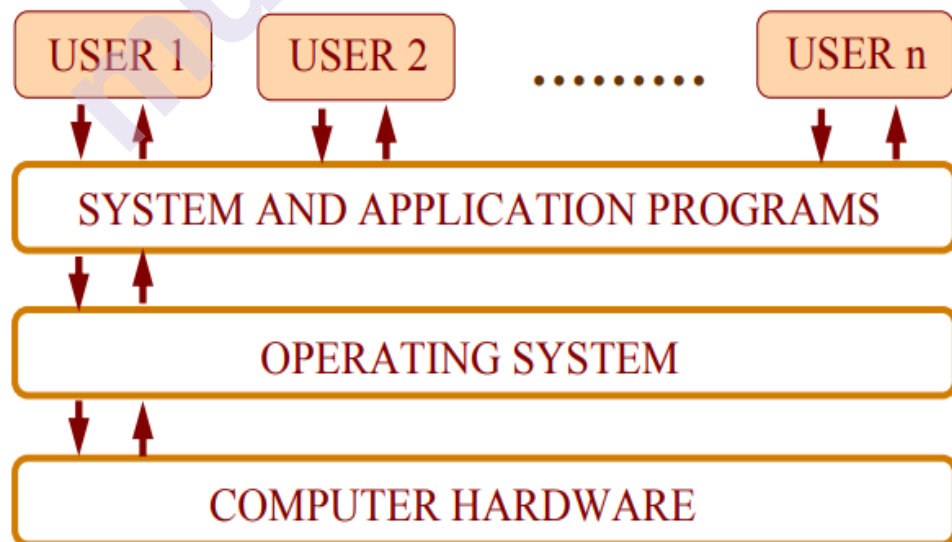 USER 1
USER 2
.........
USER n
SYSTEM AND APPLICATION PROGRAMS
OPERATING SYSTEM
COMPUTER HARDWARE